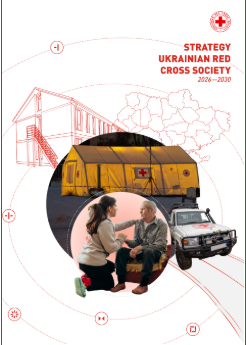 STRATEGY
UKRAINIAN RED
CROSS SOCIETY
2026—2030